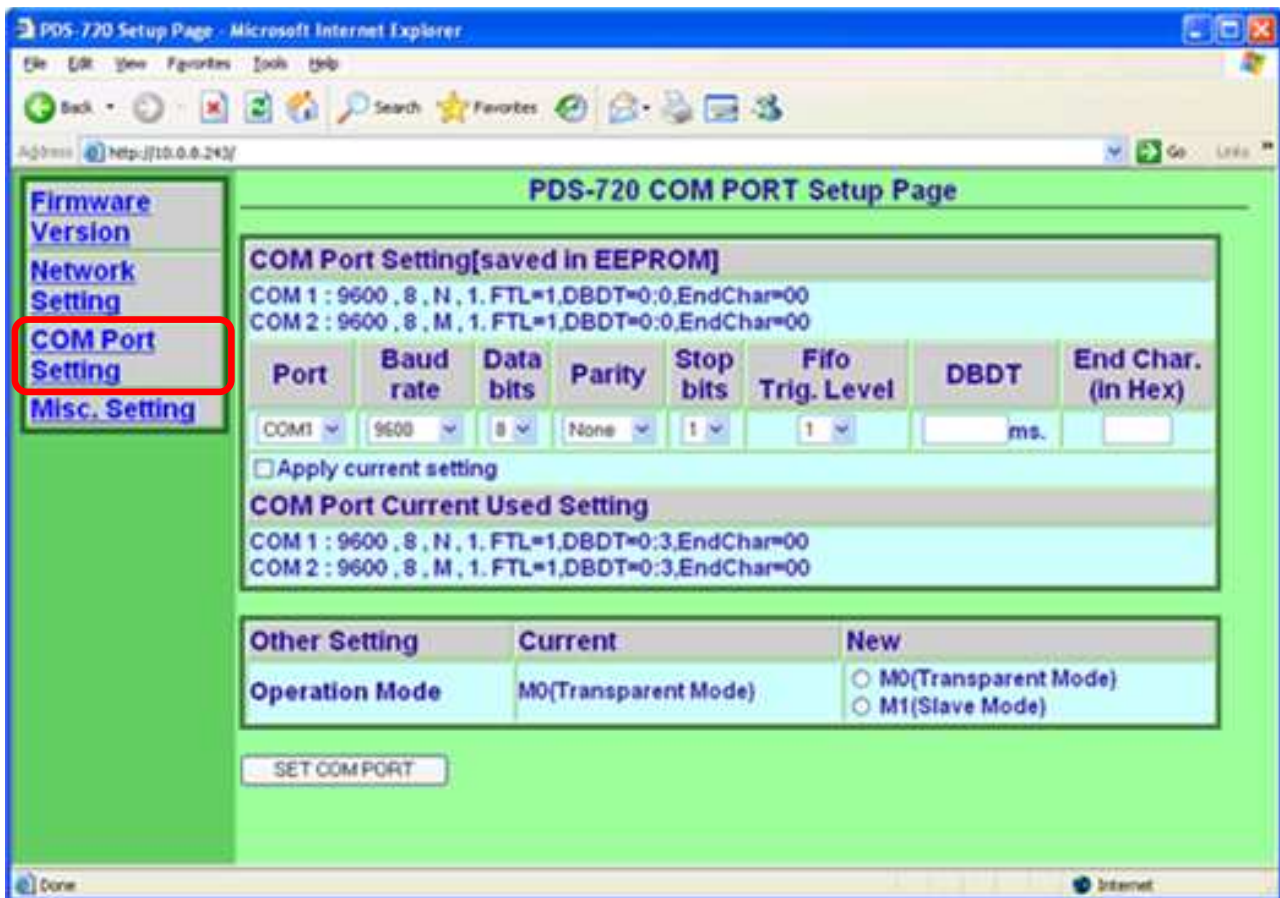 PDS-720 Setup Page - Microsoft Internet Explorer
File Edit View Favorites Tools Help
Back Search Favorites
Address http://10.0.8.243/ Go Links »
Firmware
Version
Network
Setting
COM Port
Setting
Misc. Setting
PDS-720 COM PORT Setup Page
COM Port Setting[saved in EEPROM]
COM 1 : 9600 , 8 , N , 1. FTL=1,DBDT=0:0,EndChar=00
COM 2 : 9600 , 8 , M , 1. FTL=1,DBDT=0:0,EndChar=00
Port Baud rate Data bits Parity Stop bits Fifo Trig. Level DBDT End Char. (in Hex)
COM1 9600 8 None 1 1 ms.
Apply current setting
COM Port Current Used Setting
COM 1 : 9600 , 8 , N , 1. FTL=1,DBDT=0:3,EndChar=00
COM 2 : 9600 , 8 , M , 1. FTL=1,DBDT=0:3,EndChar=00
Other Setting Current New
Operation Mode M0(Transparent Mode) M0(Transparent Mode)
M1(Slave Mode)
SET COM PORT
Done Internet